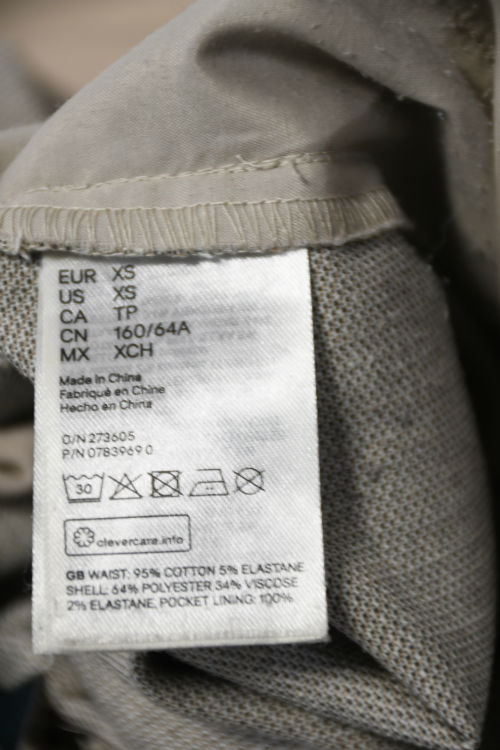 EUR XS
US XS
CA TP
CN 160/64A
MX XCH
Made in China
Fabriqué en Chine
Hecho en China
O/N 273605
P/N 0783969 0
30
clevercare.info
GB WAIST: 95% COTTON 5% ELASTANE
SHELL: 64% POLYESTER 34% VISCOSE
2% ELASTANE, POCKET LINING: 100%